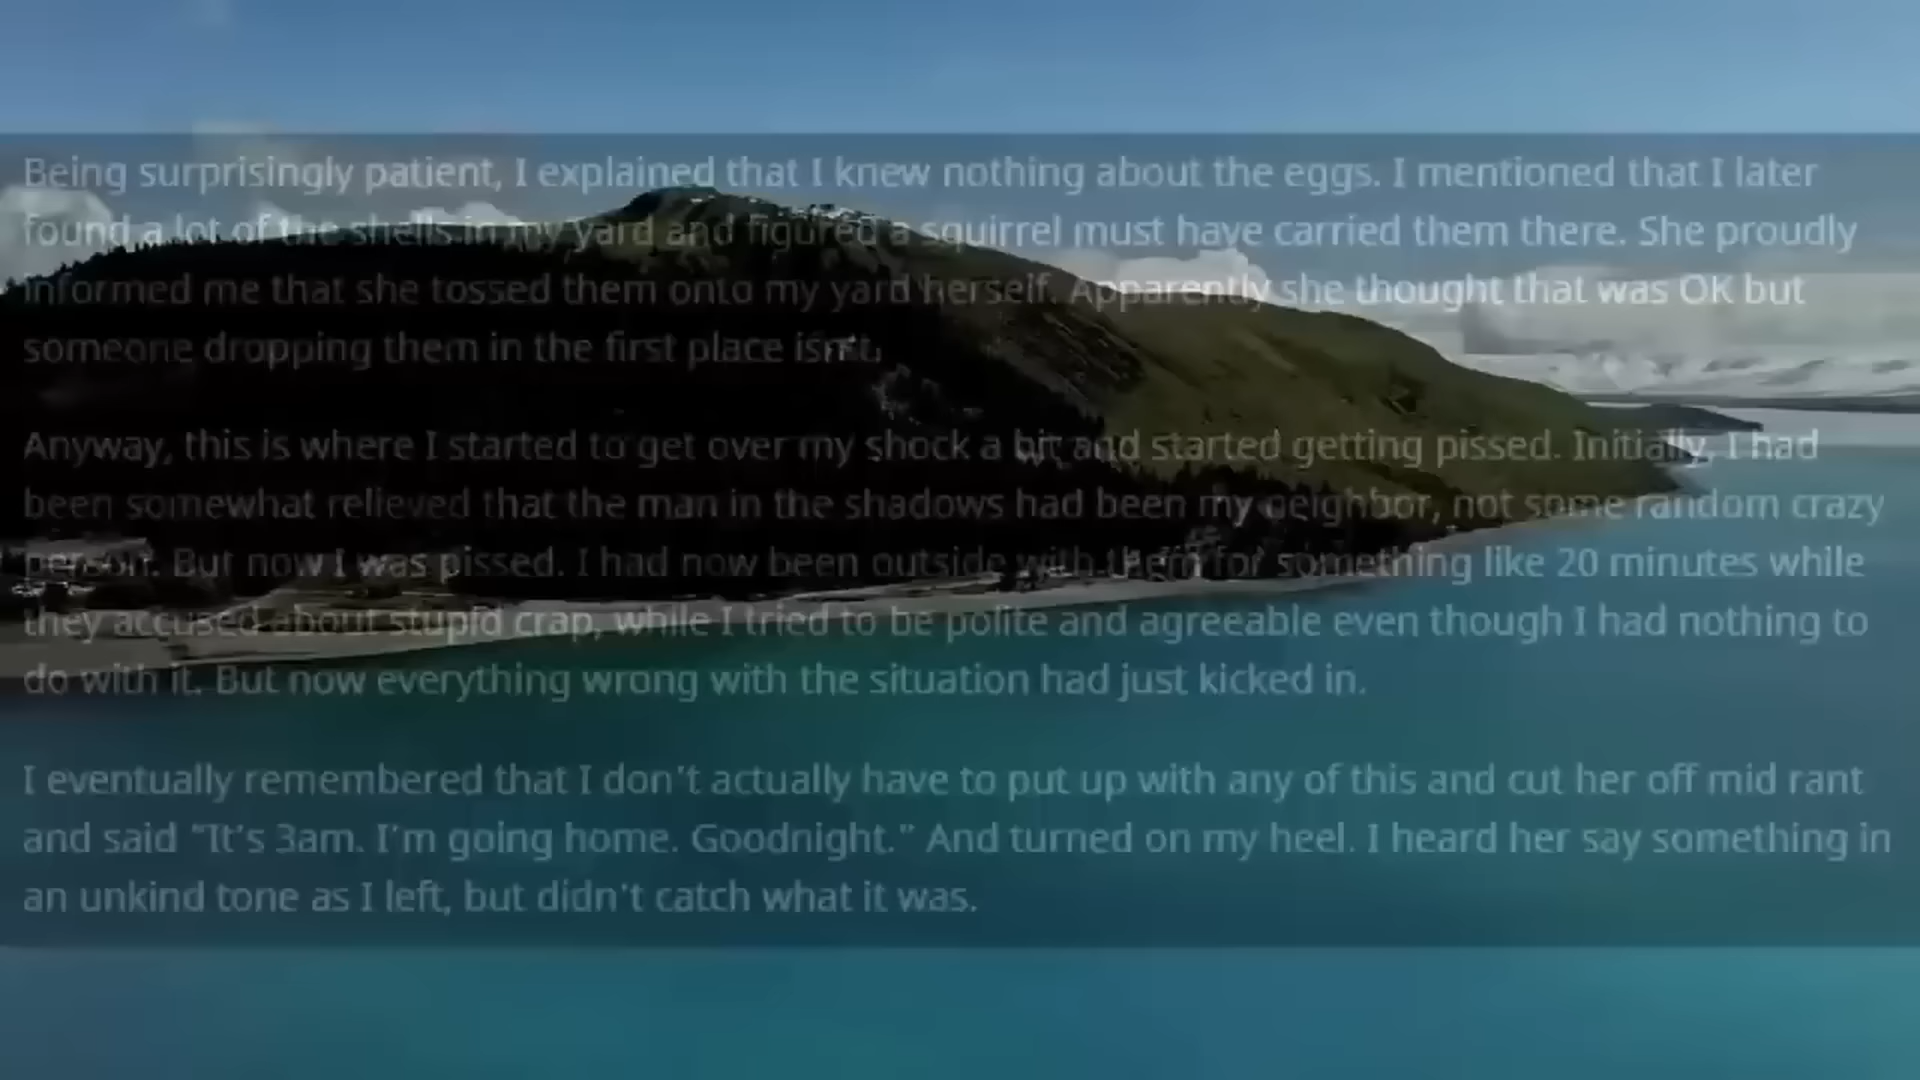 Being surprisingly patient, I explained that I knew nothing about the eggs. I mentioned that I later
found a lot of the shells in my yard and figured a squirrel must have carried them there. She proudly
informed me that she tossed them onto my yard herself. Apparently she thought that was OK but
someone dropping them in the first place isn't.
Anyway, this is where I started to get over my shock a bit and started getting pissed. Initially, I had
been somewhat relieved that the man in the shadows had been my neighbor, not some random crazy
person. But now I was pissed. I had now been outside with them for something like 20 minutes while
they accused about stupid crap, while I tried to be polite and agreeable even though I had nothing to
do with it. But now everything wrong with the situation had just kicked in.
I eventually remembered that I don't actually have to put up with any of this and cut her off mid rant
and said "It's 3am. I'm going home. Goodnight." And turned on my heel. I heard her say something in
an unkind tone as I left, but didn't catch what it was.